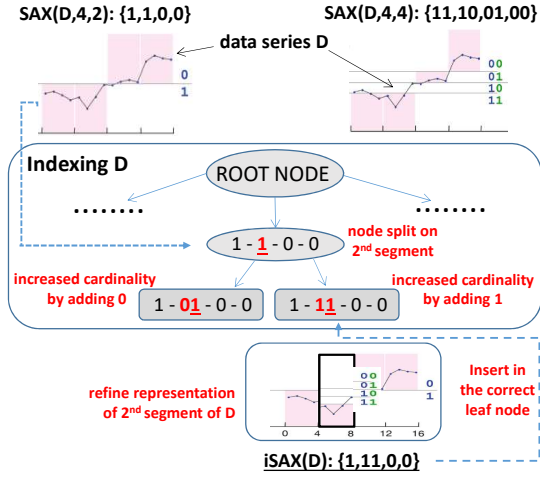 SAX(D,4,2): {1,1,0,0}
SAX(D,4,4): {11,10,01,00}
data series D
0
1
00
01
10
11
Indexing D
ROOT NODE
........
........
1 - 1 - 0 - 0
node split on
2nd segment
increased cardinality
by adding 0
increased cardinality
by adding 1
1 - 01 - 0 - 0
1 - 11 - 0 - 0
refine representation
of 2nd segment of D
00
01
10
11
0
1
0 4 8 12 16
Insert in
the correct
leaf node
iSAX(D): {1,11,0,0}